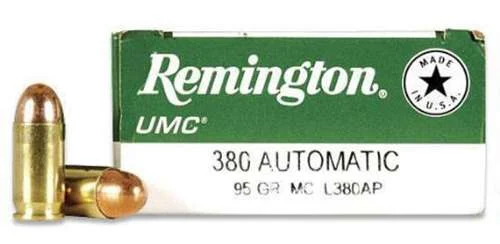 Remington®
MADE
IN U.S.A.
UMC®
380 AUTOMATIC
95 GR MC L380AP